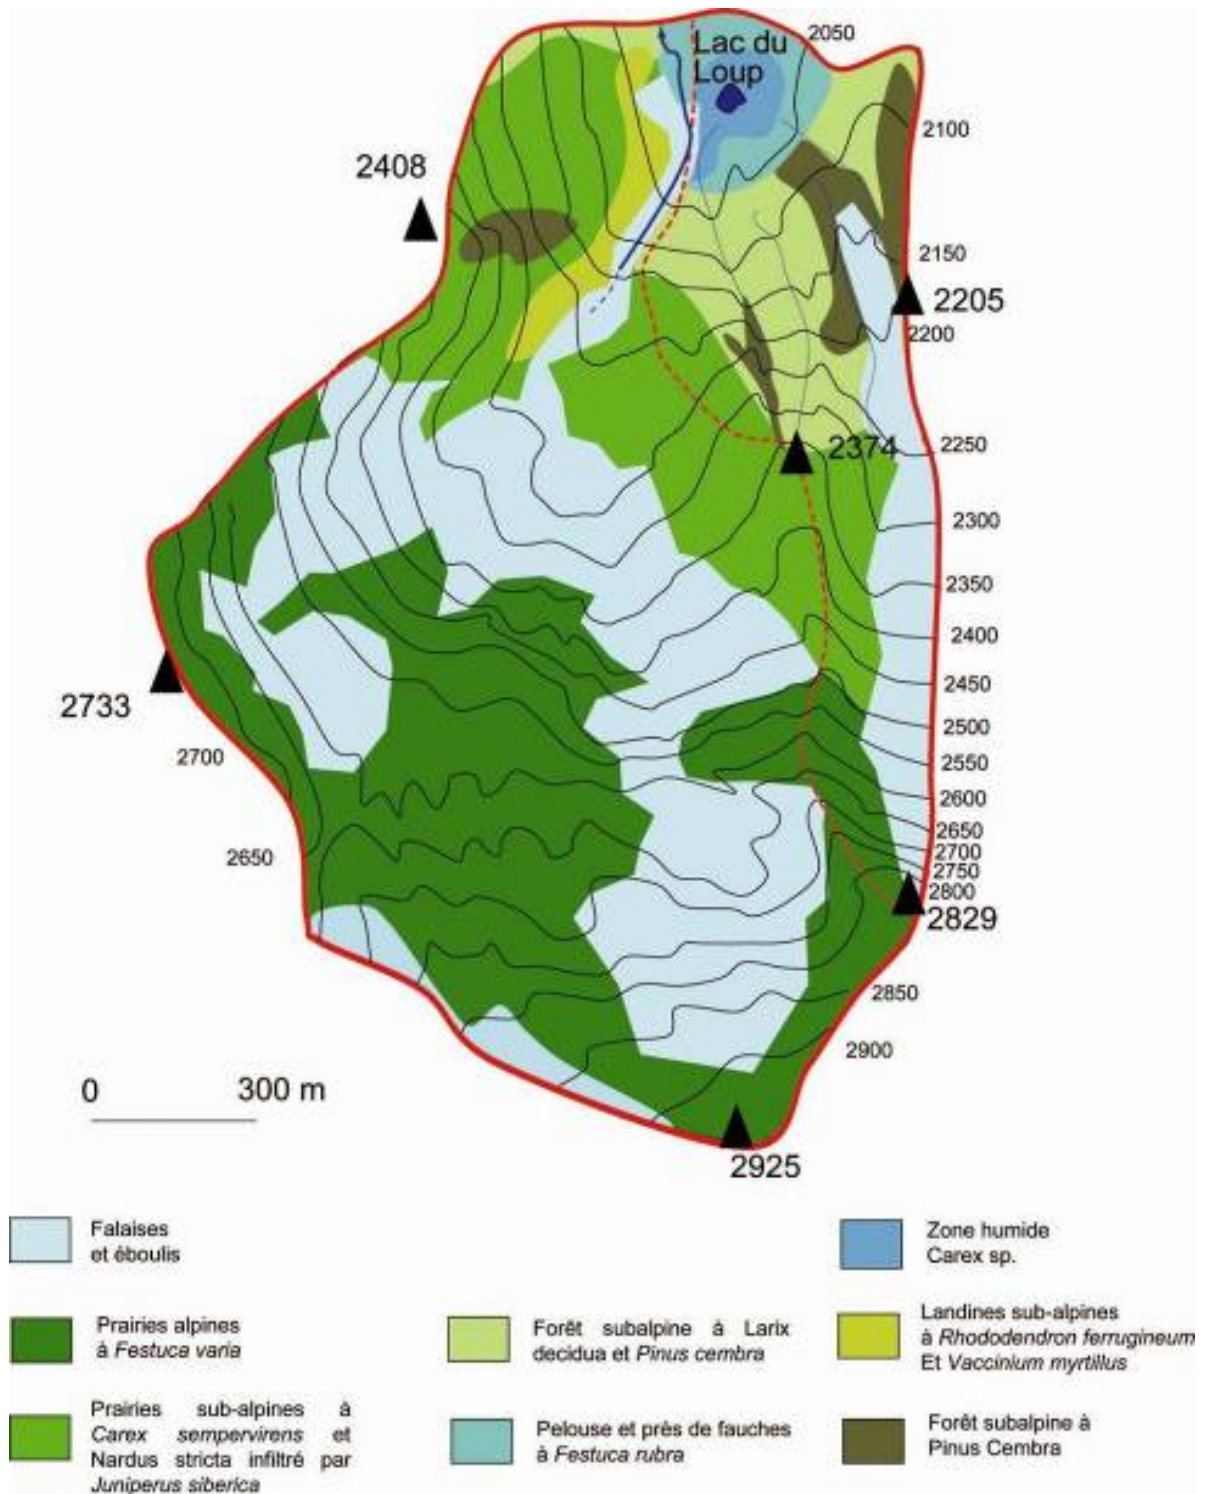 Lac du
Loup
2050
2100
2408
2150
2205
2200
2374
2250
2300
2350
2400
2450
2733
2500
2700
2550
2600
2650
2650
2700
2750
2800
2829
2850
2900
0 300 m
2925
Falaises
et éboulis
Zone humide
Carex sp.
Prairies alpines
à Festuca varia
Forêt subalpine à Larix
decidua et Pinus cembra
Landines sub-alpines
à Rhododendron ferrugineum
Et Vaccinium myrtillus
Prairies sub-alpines à
Carex sempervirens et
Nardus stricta infiltré par
Juniperus siberica
Pelouse et près de fauches
à Festuca rubra
Forêt subalpine à
Pinus Cembra